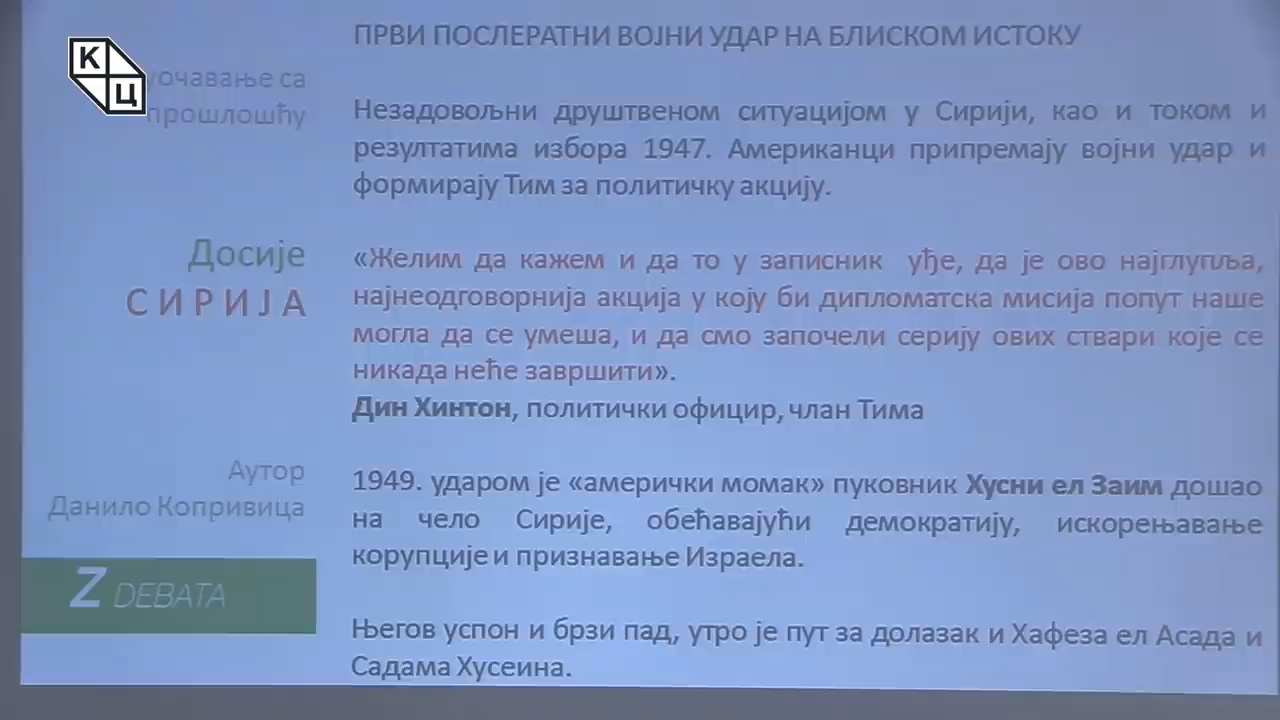 К
Ц
уочавање са
прошлошћу
Досије
СИРИЈА
Аутор
Данило Копривица
Z DEBATA
ПРВИ ПОСЛЕРАТНИ ВОЈНИ УДАР НА БЛИСКОМ ИСТОКУ
Незадовољни друштвеном ситуацијом у Сирији, као и током и
резултатима избора 1947. Американци припремају војни удар и
формирају Тим за политичку акцију.
«Желим да кажем и да то у записник уђе, да је ово најглупља,
најнеодговорнија акција у коју би дипломатска мисија попут наше
могла да се умеша, и да смо започели серију ових ствари које се
никада неће завршити».
Дин Хинтон, политички официр, члан Тима
1949. ударом је «амерички момак» пуковник Хусни ел Заим дошао
на чело Сирије, обећавајући демократију, искорењавање
корупције и признавање Израела.
Његов успон и брзи пад, утро је пут за долазак и Хафеза ел Асада и
Садама Хусеина.